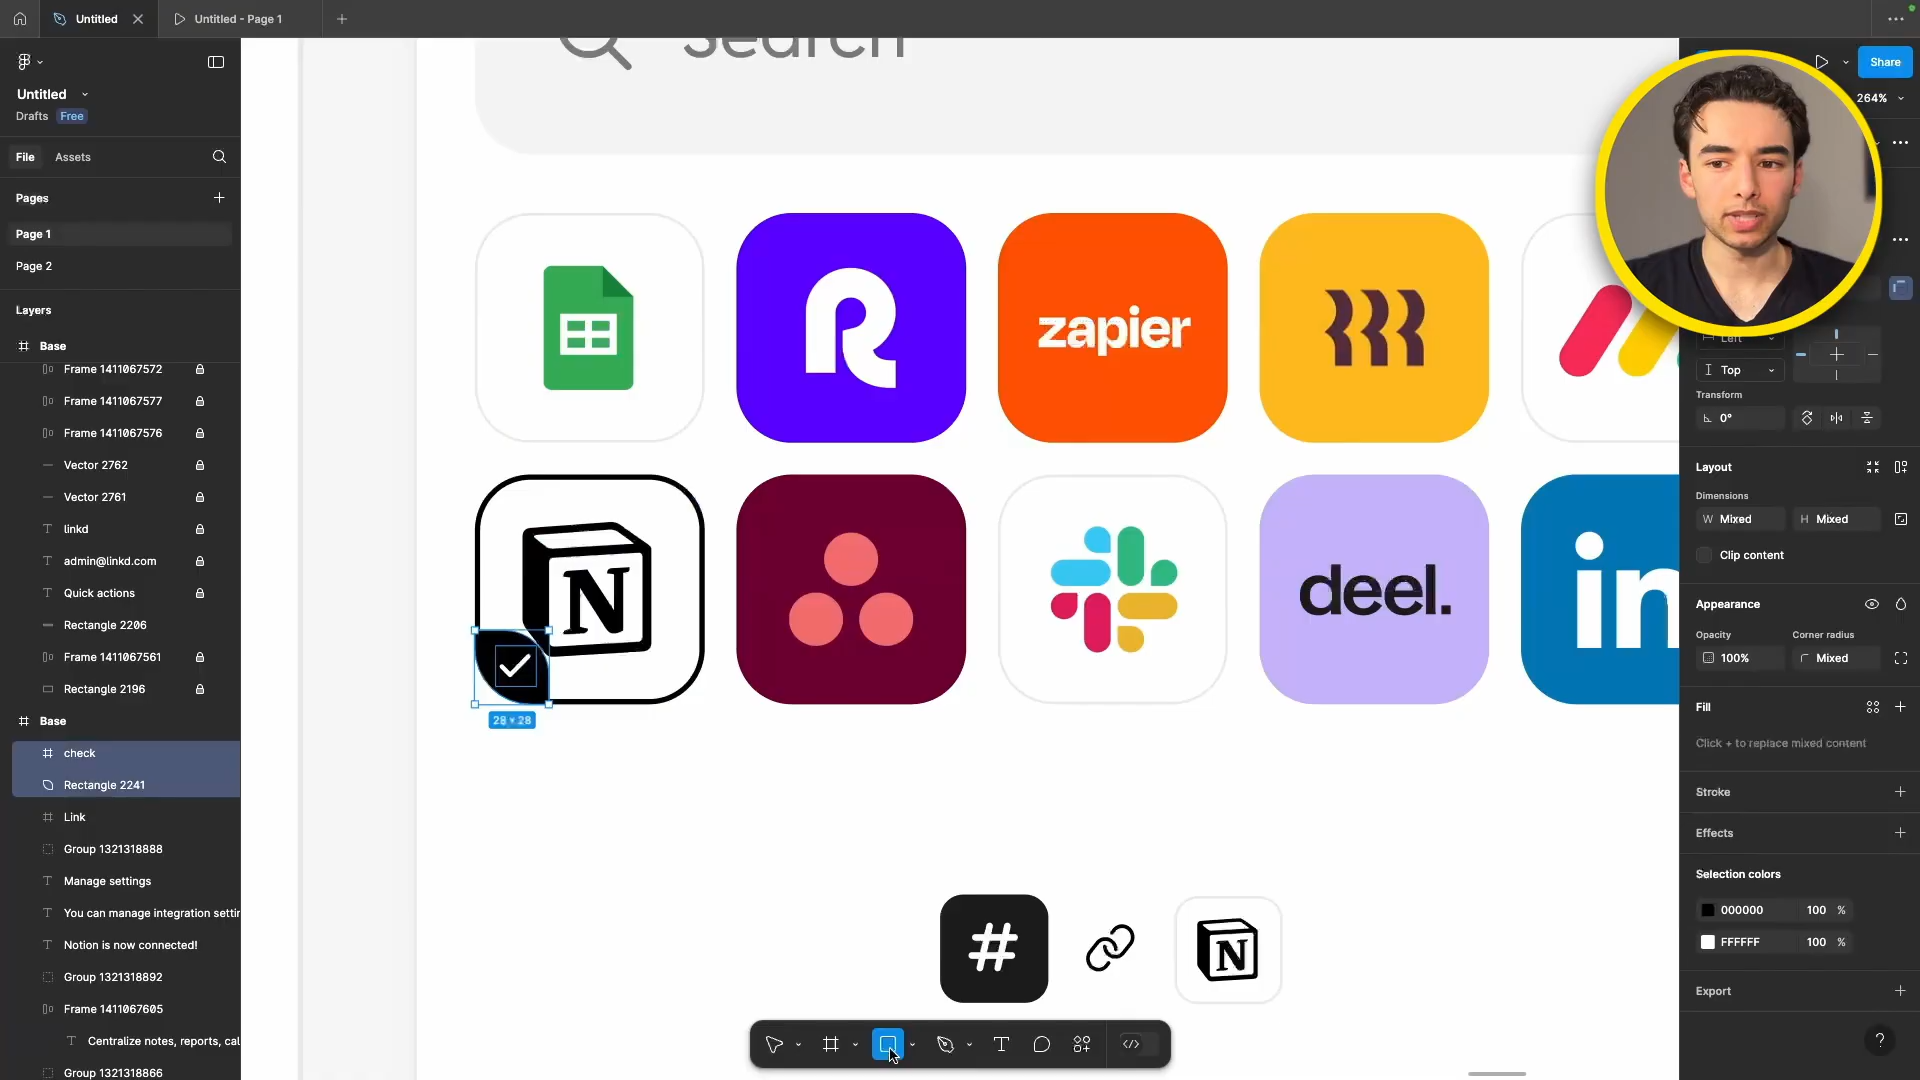 Untitled
Untitled - Page 1
Untitled
Drafts Free
File Assets
Pages
Page 1
Page 2
Layers
Base
Frame 1411067572
Frame 1411067577
Frame 1411067576
Vector 2762
Vector 2761
linkd
admin@linkd.com
Quick actions
Rectangle 2206
Frame 1411067561
Rectangle 2196
Base
check
Rectangle 2241
Link
Group 1321318888
Manage settings
You can manage integration settin
Notion is now connected!
Group 1321318892
Frame 1411067605
Centralize notes, reports, cal
Group 1321318866
Search
R
zapier
N
deel.
in
28 × 28
#
N
Share
264%
Left
Top
Transform
0°
Layout
Dimensions
W Mixed H Mixed
Clip content
Appearance
Opacity Corner radius
100% Mixed
Fill
Click + to replace mixed content
Stroke
Effects
Selection colors
000000 100 %
FFFFFF 100 %
Export
?